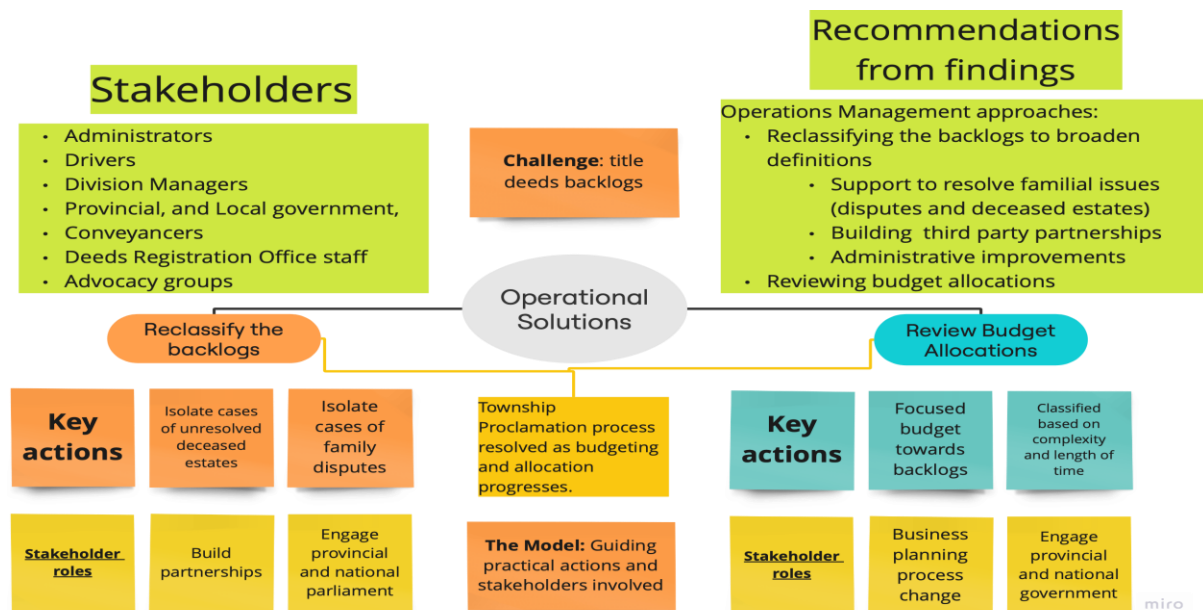 Stakeholders
• Administrators
• Drivers
• Division Managers
• Provincial, and Local government,
• Conveyancers
• Deeds Registration Office staff
• Advocacy groups
Challenge: title
deeds backlogs
Recommendations
from findings
Operations Management approaches:
• Reclassifying the backlogs to broaden
definitions
• Support to resolve familial issues
(disputes and deceased estates)
• Building third party partnerships
• Administrative improvements
• Reviewing budget allocations
Operational
Solutions
Reclassify the
backlogs
Review Budget
Allocations
Key
actions
Isolate cases
of unresolved
deceased
estates
Isolate
cases of
family
disputes
Township
Proclamation process
resolved as budgeting
and allocation
progresses.
Key
actions
Focused
budget
towards
backlogs
Classified
based on
complexity
and length of
time
Stakeholder
roles
Build
partnerships
Engage
provincial
and national
parliament
The Model: Guiding
practical actions and
stakeholders involved
Stakeholder
roles
Business
planning
process
change
Engage
provincial
and national
government
miro